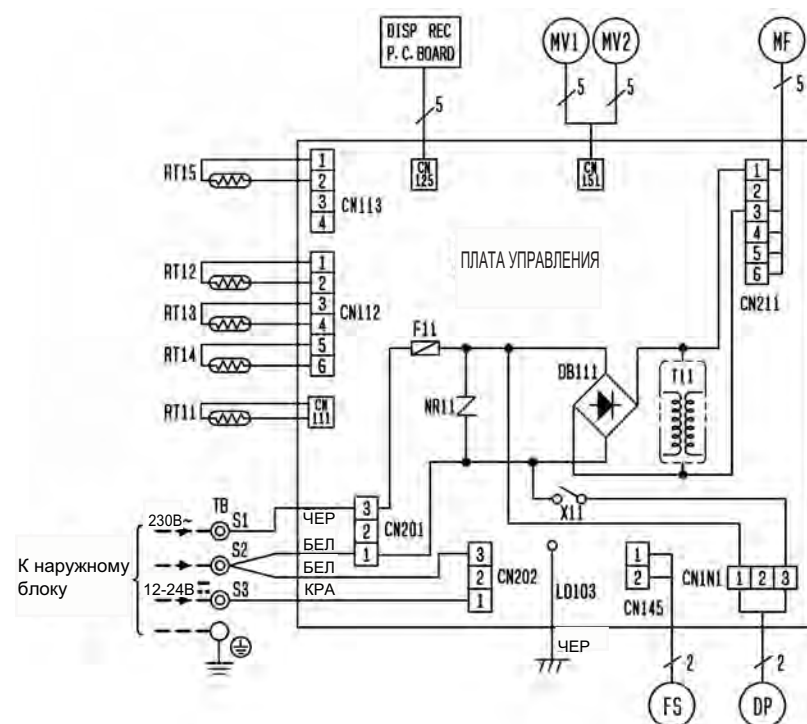 DISP REC
P.C.BOARD
MV1
MV2
MF
5
5
5
5
RT15
1
2
3
4
CN113
CN
125
CN
151
1
2
3
4
5
6
CN211
ПЛАТА УПРАВЛЕНИЯ
RT12
RT13
RT14
1
2
3
4
5
6
CN112
RT11
CN
111
F11
NR11
DB111
T11
X11
К наружному
блоку
230В~
12-24В
TB
S1
S2
S3
ЧЕР
БЕЛ
БЕЛ
КРА
3
2
1
CN201
3
2
1
CN202
LD103
ЧЕР
1
2
CN145
CN1N1
1
2
3
2
2
FS
DP